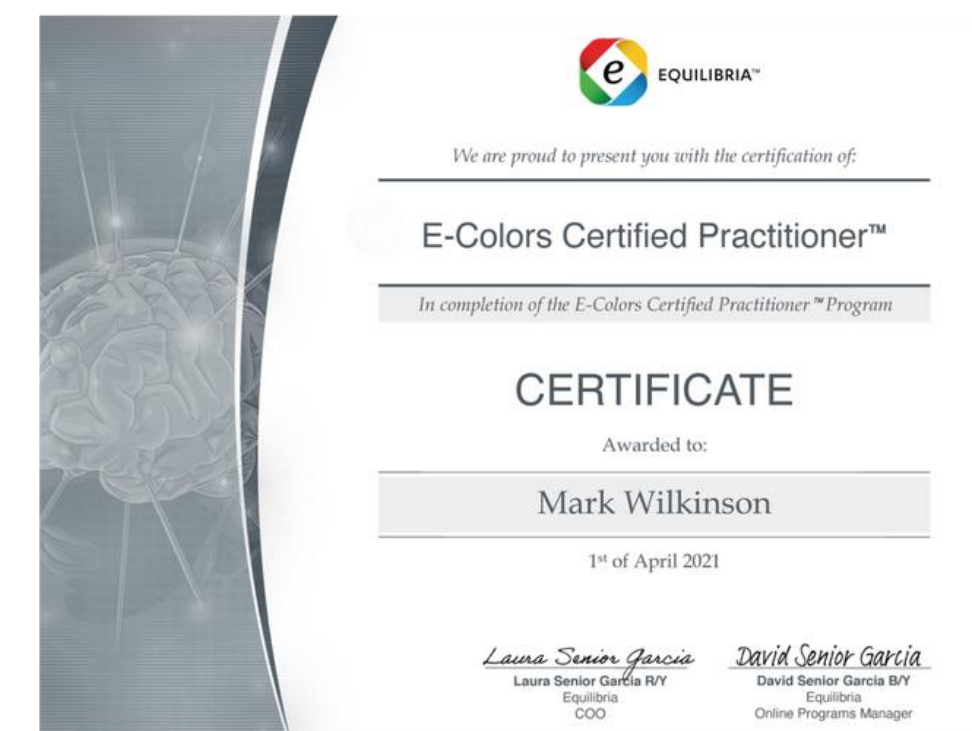 e EQUILIBRIA™
We are proud to present you with the certification of:
E-Colors Certified Practitioner™
In completion of the E-Colors Certified Practitioner ™ Program
CERTIFICATE
Awarded to:
Mark Wilkinson
1st of April 2021
Laura Senior Garcia
Laura Senior Garcia R/Y
Equilibria
COO
David Senior Garcia
David Senior Garcia B/Y
Equilibria
Online Programs Manager